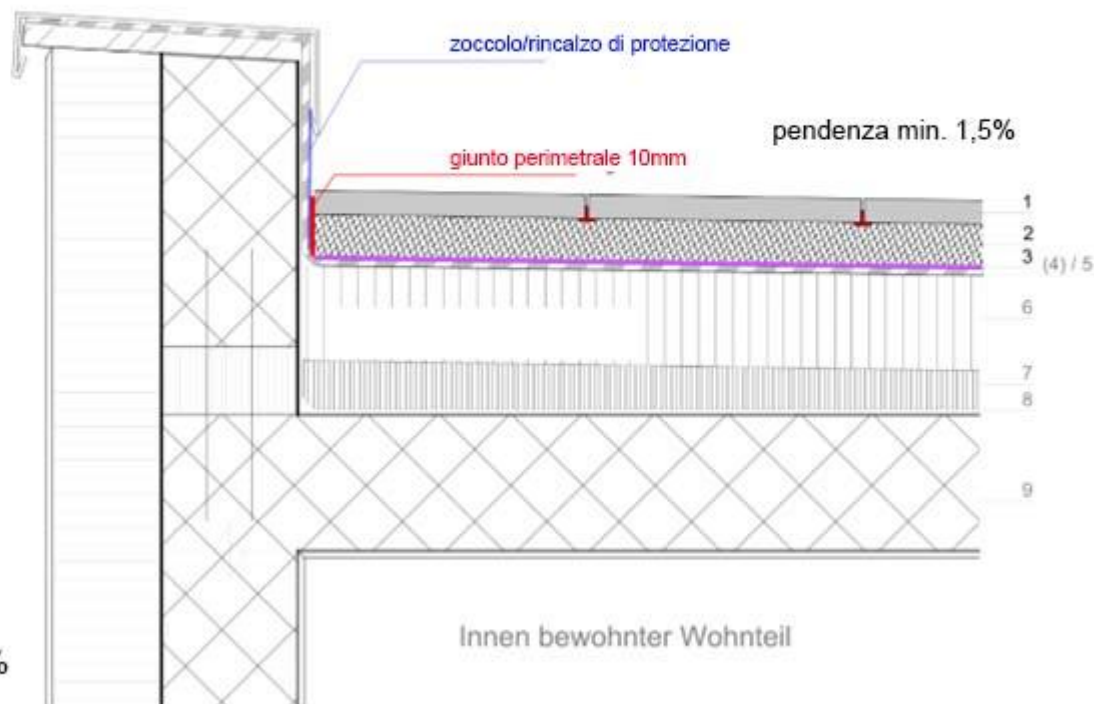 zoccolo/rincalzo di protezione
pendenza min. 1,5%
giunto perimetrale 10mm
1
2
3
(4) / 5
6
7
8
9
Innen bewohnter Wohnteil
%